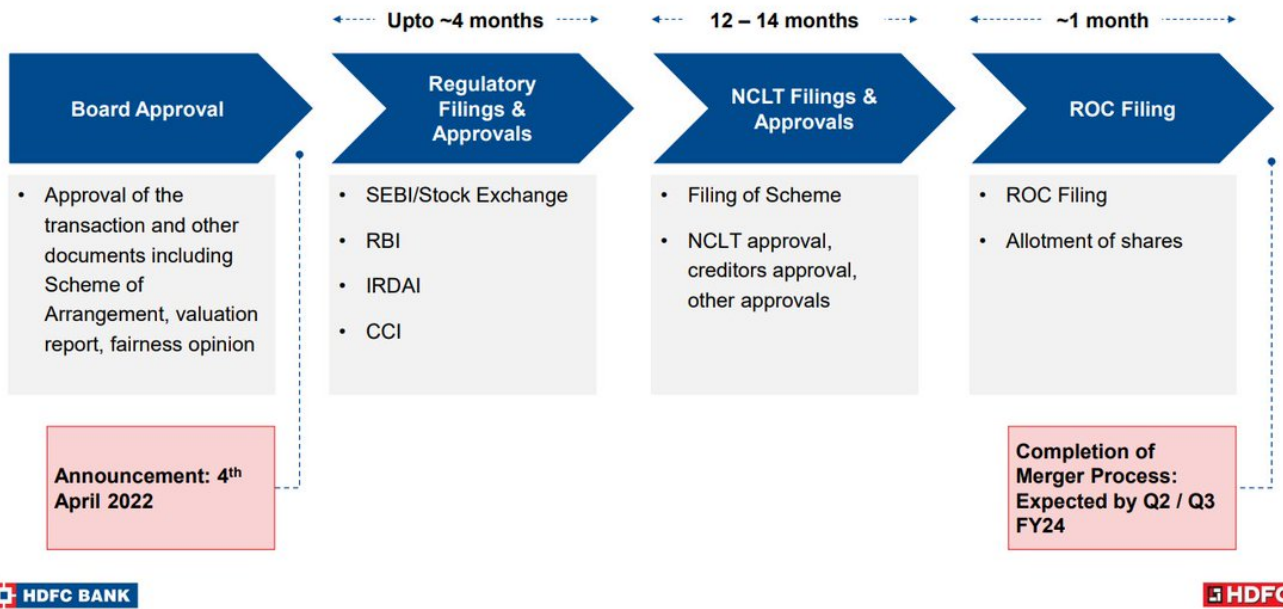 Upto ~4 months
12 – 14 months
~1 month
Board Approval
Regulatory
Filings &
Approvals
NCLT Filings &
Approvals
ROC Filing
• Approval of the
transaction and other
documents including
Scheme of
Arrangement, valuation
report, fairness opinion
• SEBI/Stock Exchange
• RBI
• IRDAI
• CCI
• Filing of Scheme
• NCLT approval,
creditors approval,
other approvals
• ROC Filing
• Allotment of shares
Announcement: 4th
April 2022
Completion of
Merger Process:
Expected by Q2 / Q3
FY24
HDFC BANK
HDFC